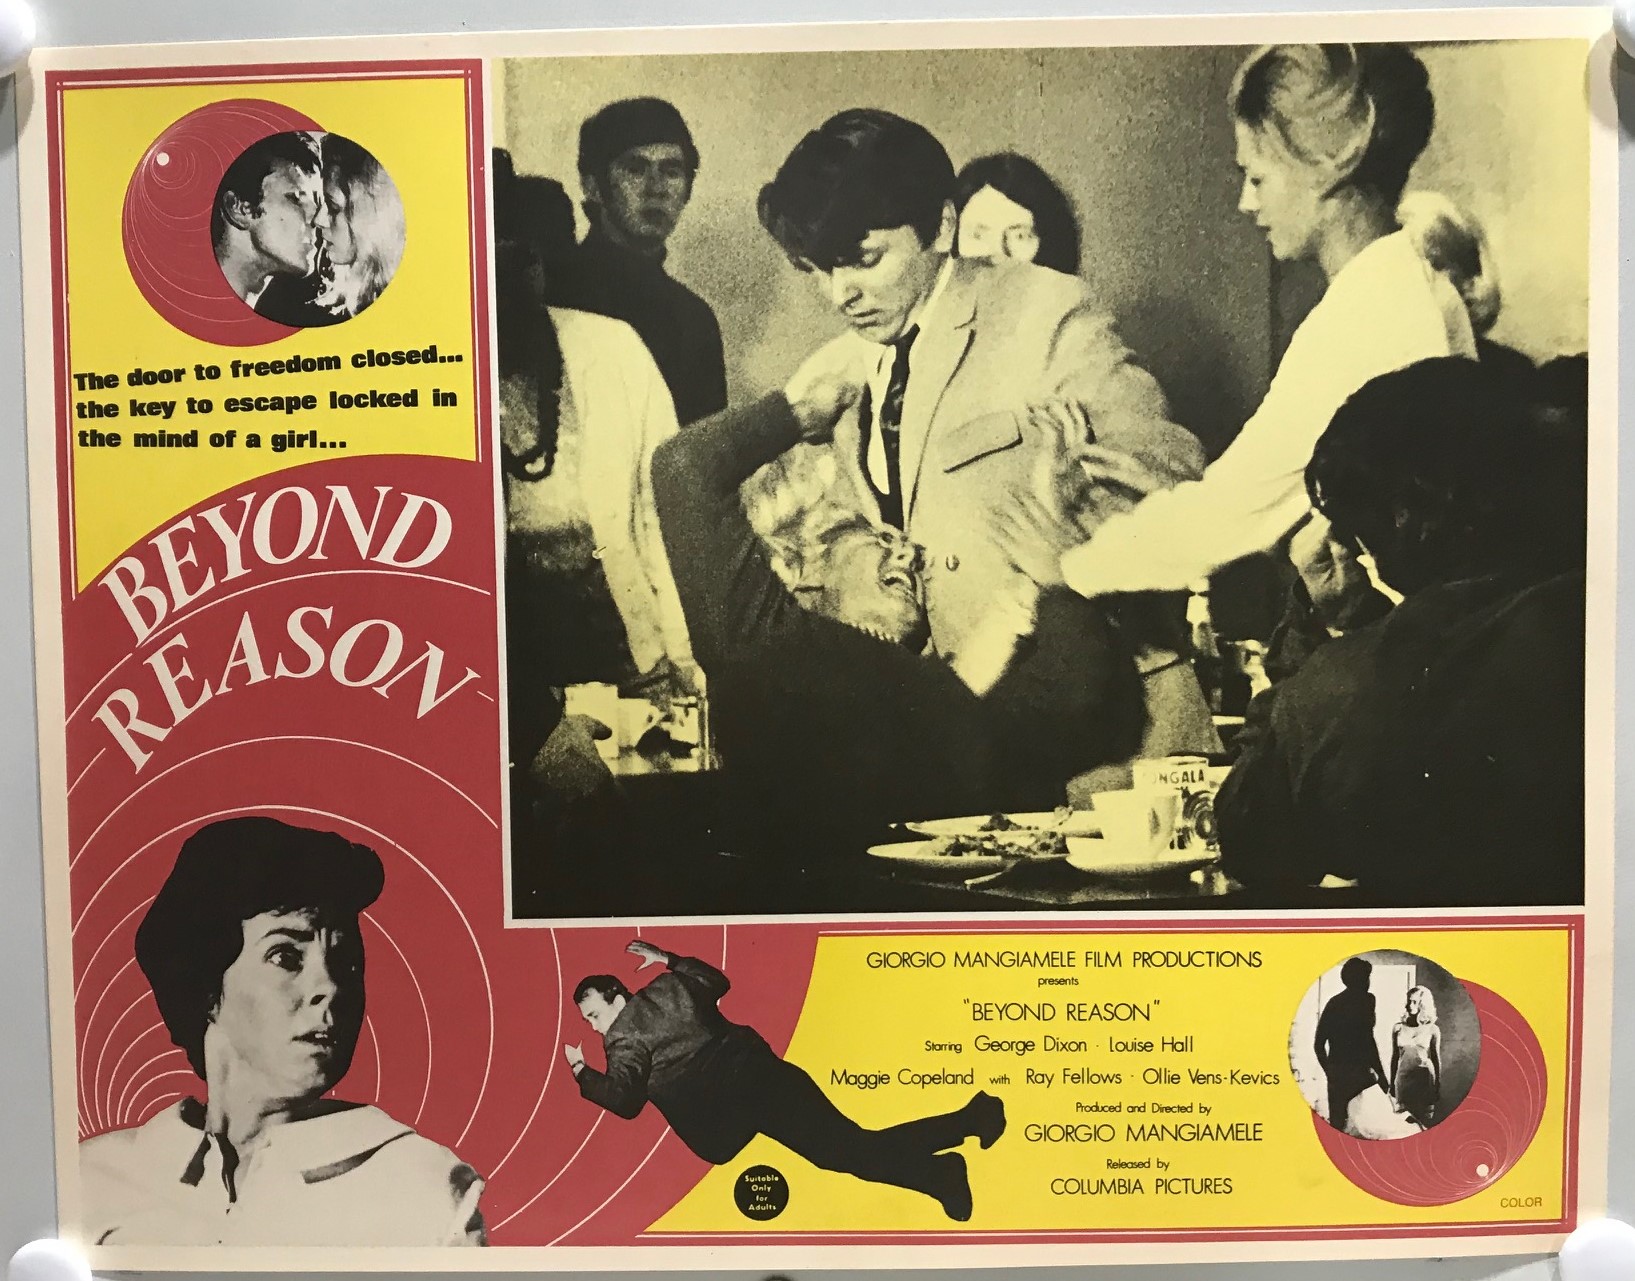 The door to freedom closed...
the key to escape locked in
the mind of a girl...
BEYOND
REASON
NGALA
GIORGIO MANGIAMELE FILM PRODUCTIONS
presents
"BEYOND REASON"
Starring George Dixon · Louise Hall
Maggie Copeland with Ray Fellows · Ollie Vens-Kevics
Produced and Directed by
GIORGIO MANGIAMELE
Released by
COLUMBIA PICTURES
Suitable
Only
for
Adults
COLOR